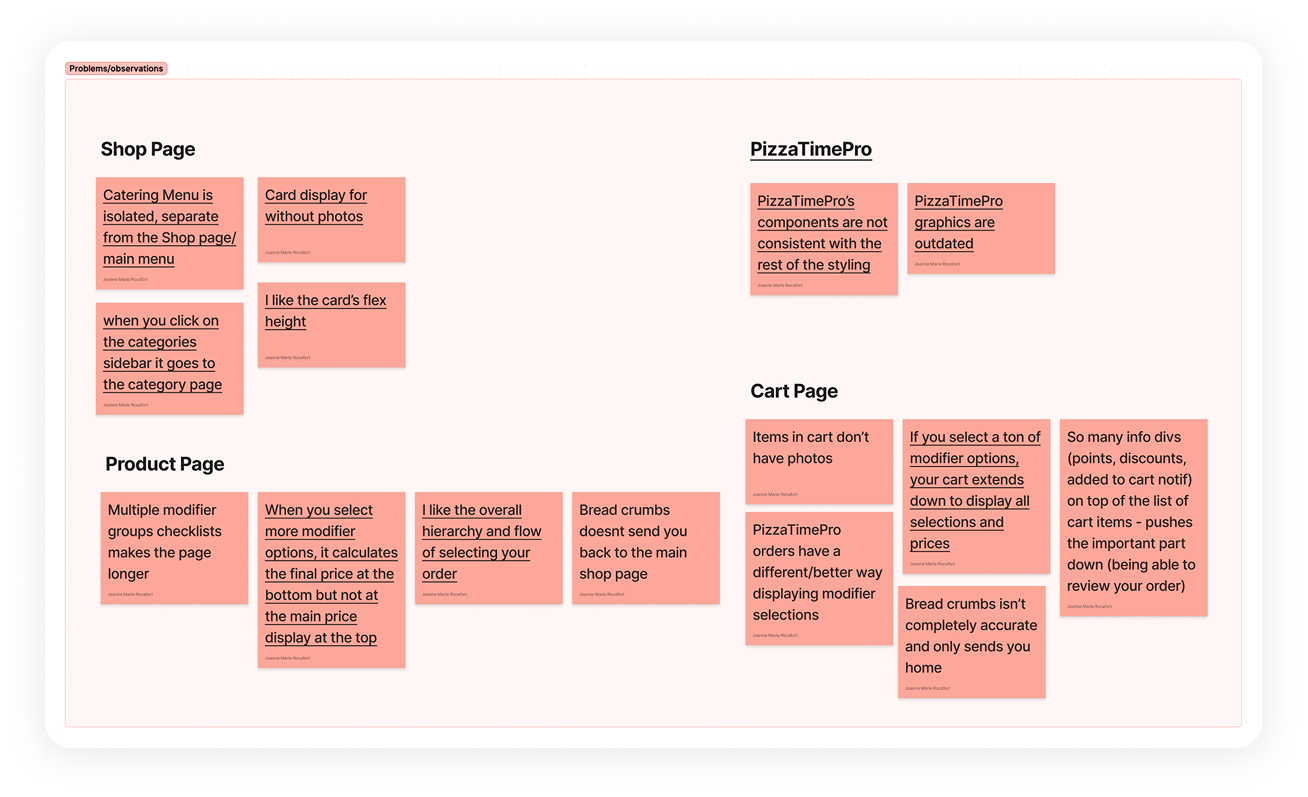 Problems/observations
Shop Page
Catering Menu is
isolated, separate
from the Shop page/
main menu
Joanne Marie Rocafort
Card display for
without photos
Joanne Marie Rocafort
when you click on
the categories
sidebar it goes to
the category page
Joanne Marie Rocafort
I like the card's flex
height
Joanne Marie Rocafort
Product Page
Multiple modifier
groups checklists
makes the page
longer
Joanne Marie Rocafort
When you select
more modifier
options, it calculates
the final price at the
bottom but not at
the main price
display at the top
Joanne Marie Rocafort
I like the overall
hierarchy and flow
of selecting your
order
Joanne Marie Rocafort
Bread crumbs
doesnt send you
back to the main
shop page
Joanne Marie Rocafort
PizzaTimePro
PizzaTimePro's
components are not
consistent with the
rest of the styling
Joanne Marie Rocafort
PizzaTimePro
graphics are
outdated
Joanne Marie Rocafort
Cart Page
Items in cart don't
have photos
Joanne Marie Rocafort
PizzaTimePro
orders have a
different/better way
displaying modifier
selections
Joanne Marie Rocafort
If you select a ton of
modifier options,
your cart extends
down to display all
selections and
prices
Joanne Marie Rocafort
Bread crumbs isn't
completely accurate
and only sends you
home
Joanne Marie Rocafort
So many info divs
(points, discounts,
added to cart notif)
on top of the list of
cart items - pushes
the important part
down (being able to
review your order)
Joanne Marie Rocafort